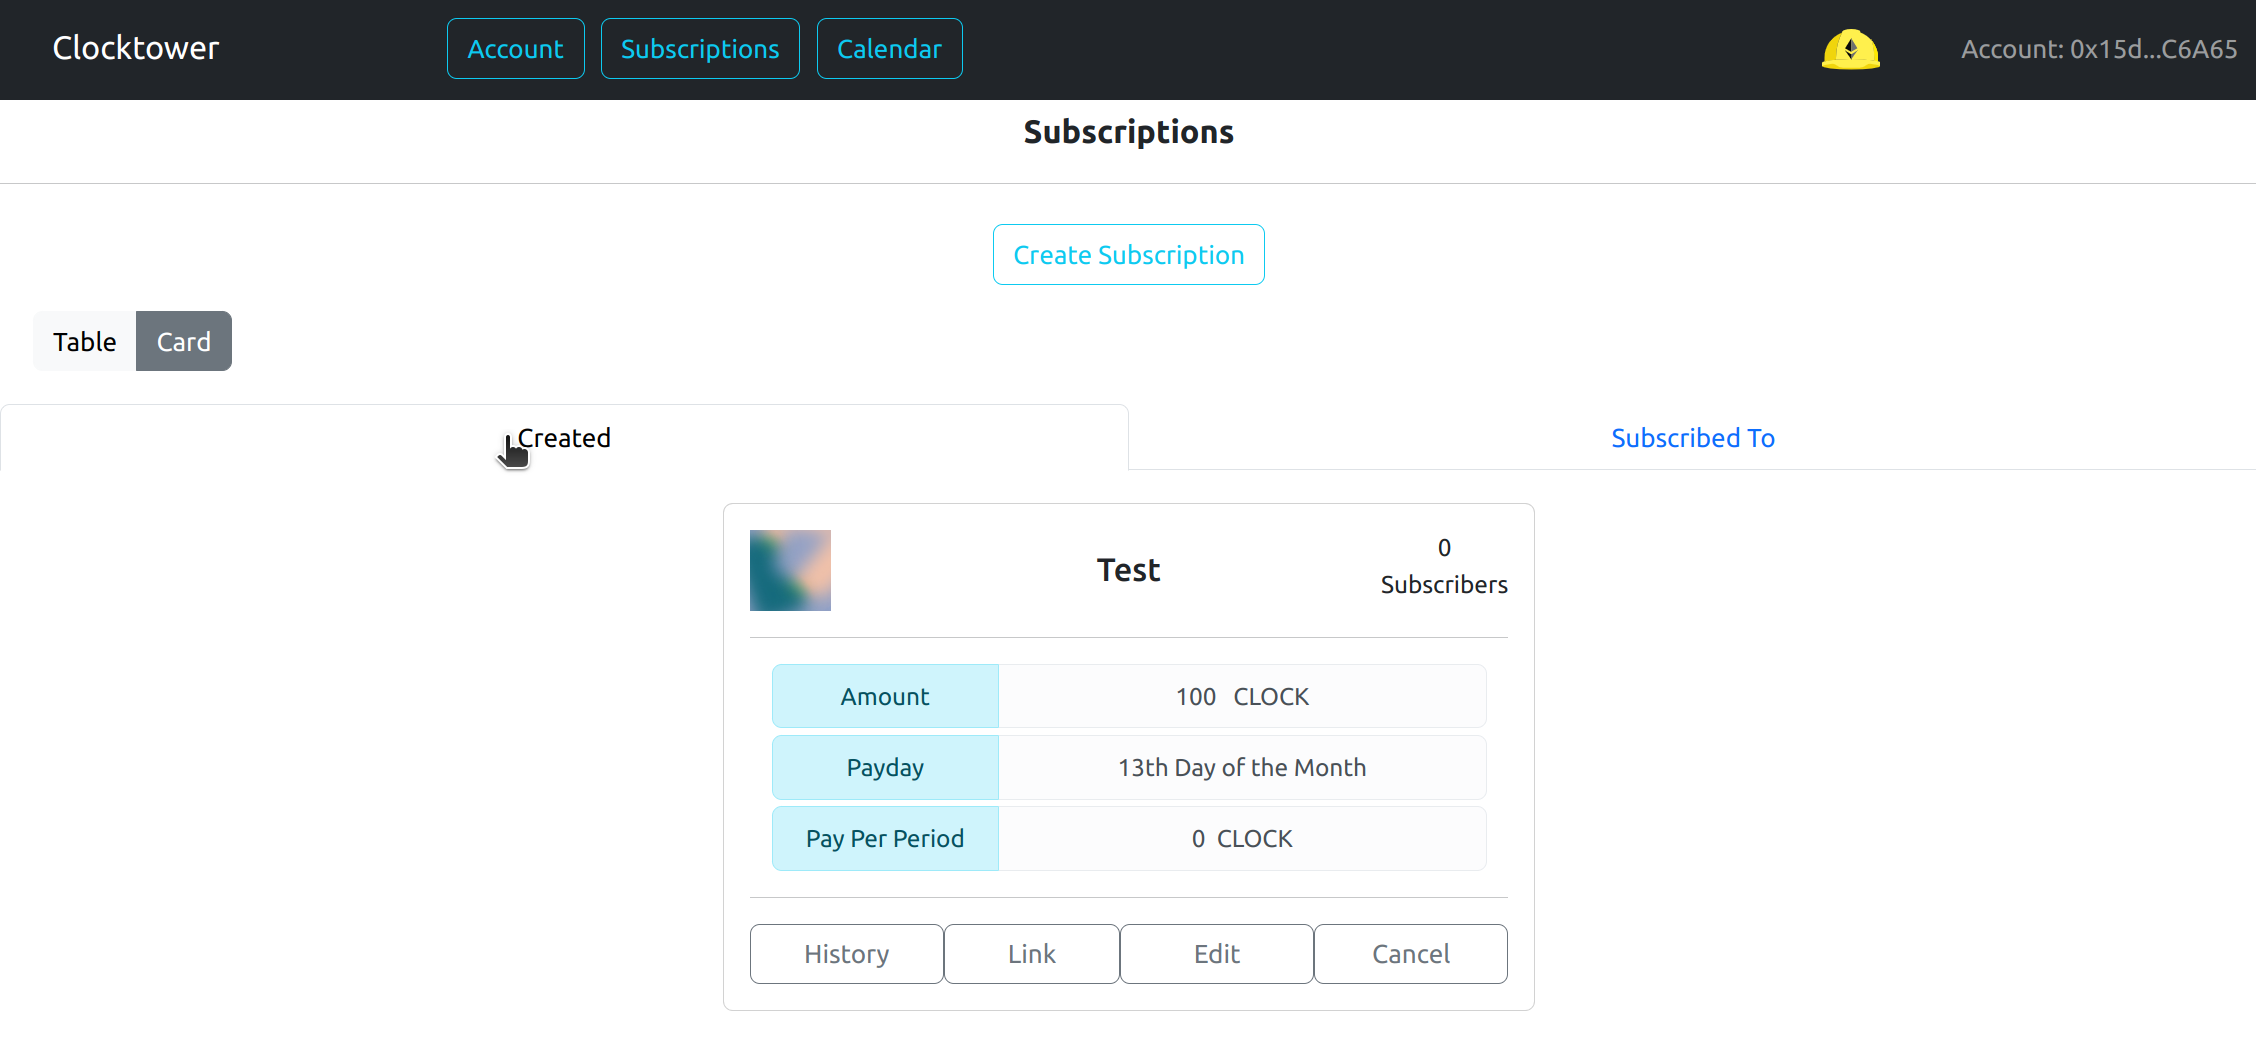 Clocktower
Account
Subscriptions
Calendar
Account: 0x15d...C6A65
Subscriptions
Create Subscription
Table
Card
Created
Subscribed To
Test
0
Subscribers
Amount
100 CLOCK
Payday
13th Day of the Month
Pay Per Period
0 CLOCK
History
Link
Edit
Cancel